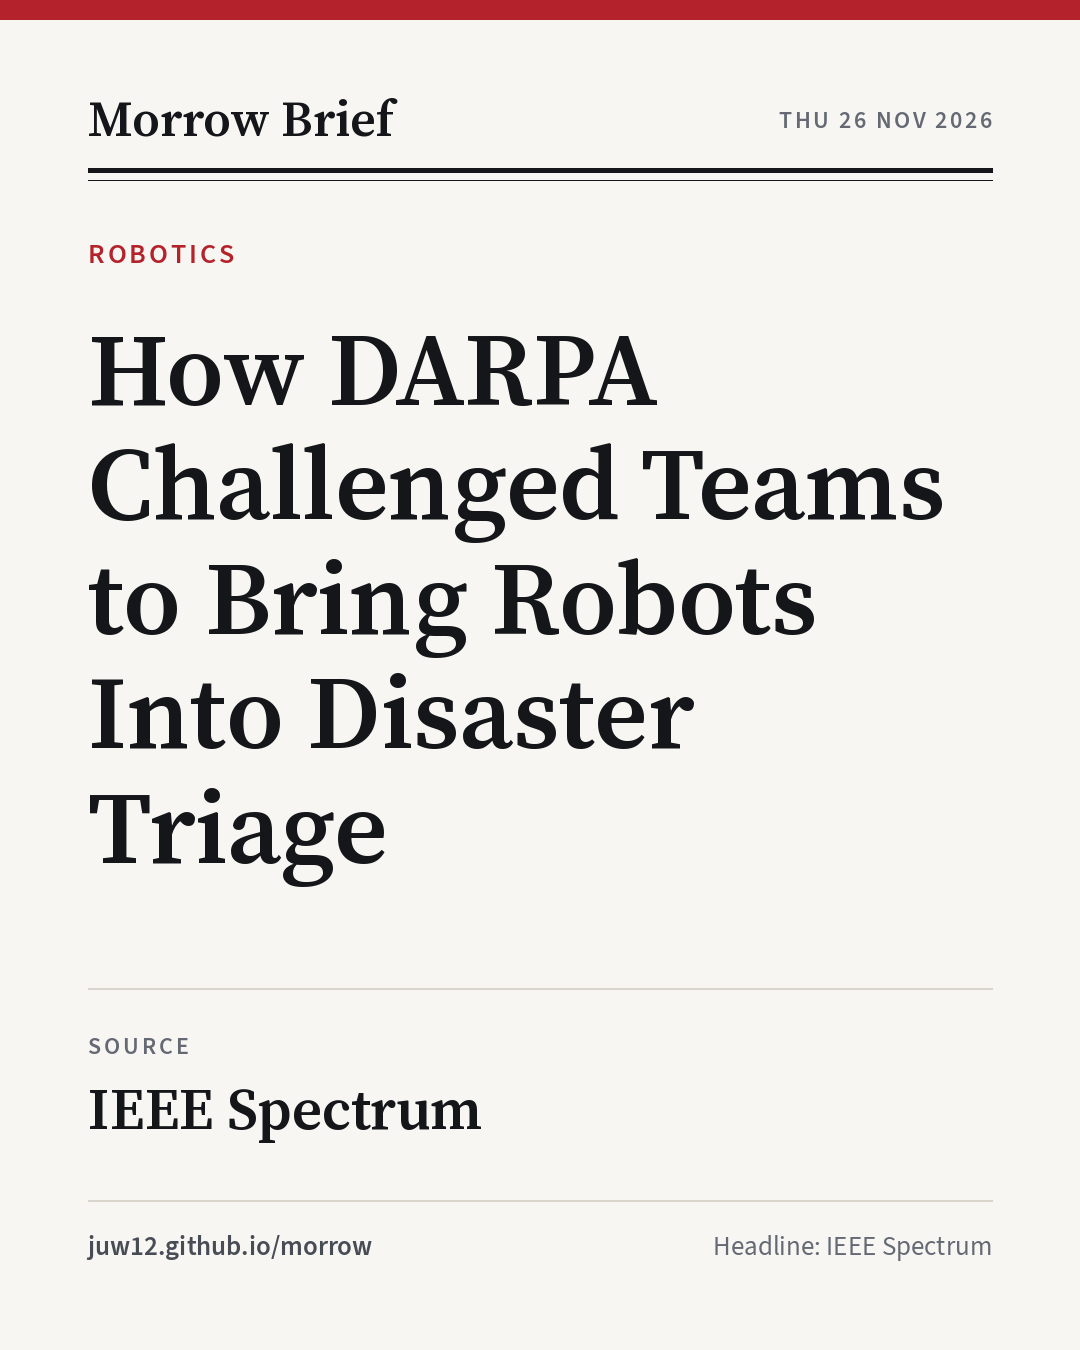 Morrow Brief
THU 26 NOV 2026
ROBOTICS
How DARPA
Challenged Teams
to Bring Robots
Into Disaster
Triage
SOURCE
IEEE Spectrum
juw12.github.io/morrow
Headline: IEEE Spectrum